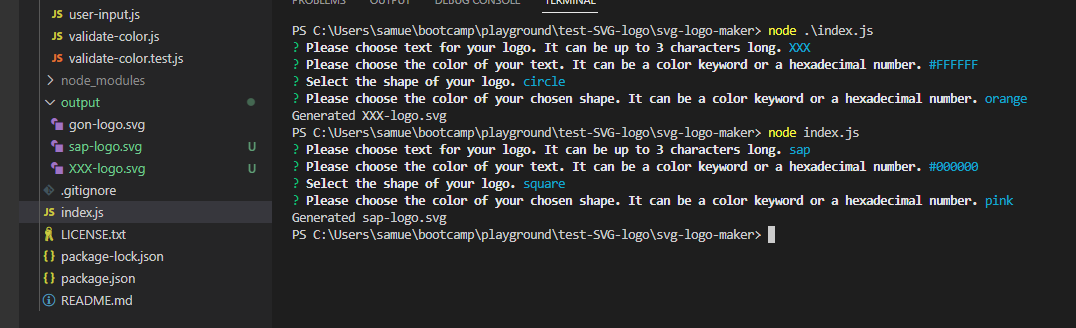 JS user-input.js
JS validate-color.js
JS validate-color.test.js
node_modules
output
gon-logo.svg
sap-logo.svg U
XXX-logo.svg U
.gitignore
JS index.js
LICENSE.txt
{} package-lock.json
{} package.json
README.md
PROBLEMS OUTPUT DEBUG CONSOLE TERMINAL
PS C:\Users\samue\bootcamp\playground\test-SVG-logo\svg-logo-maker> node .\index.js
? Please choose text for your logo. It can be up to 3 characters long. XXX
? Please choose the color of your text. It can be a color keyword or a hexadecimal number. #FFFFFF
? Select the shape of your logo. circle
? Please choose the color of your chosen shape. It can be a color keyword or a hexadecimal number. orange
Generated XXX-logo.svg
PS C:\Users\samue\bootcamp\playground\test-SVG-logo\svg-logo-maker> node index.js
? Please choose text for your logo. It can be up to 3 characters long. sap
? Please choose the color of your text. It can be a color keyword or a hexadecimal number. #000000
? Select the shape of your logo. square
? Please choose the color of your chosen shape. It can be a color keyword or a hexadecimal number. pink
Generated sap-logo.svg
PS C:\Users\samue\bootcamp\playground\test-SVG-logo\svg-logo-maker>